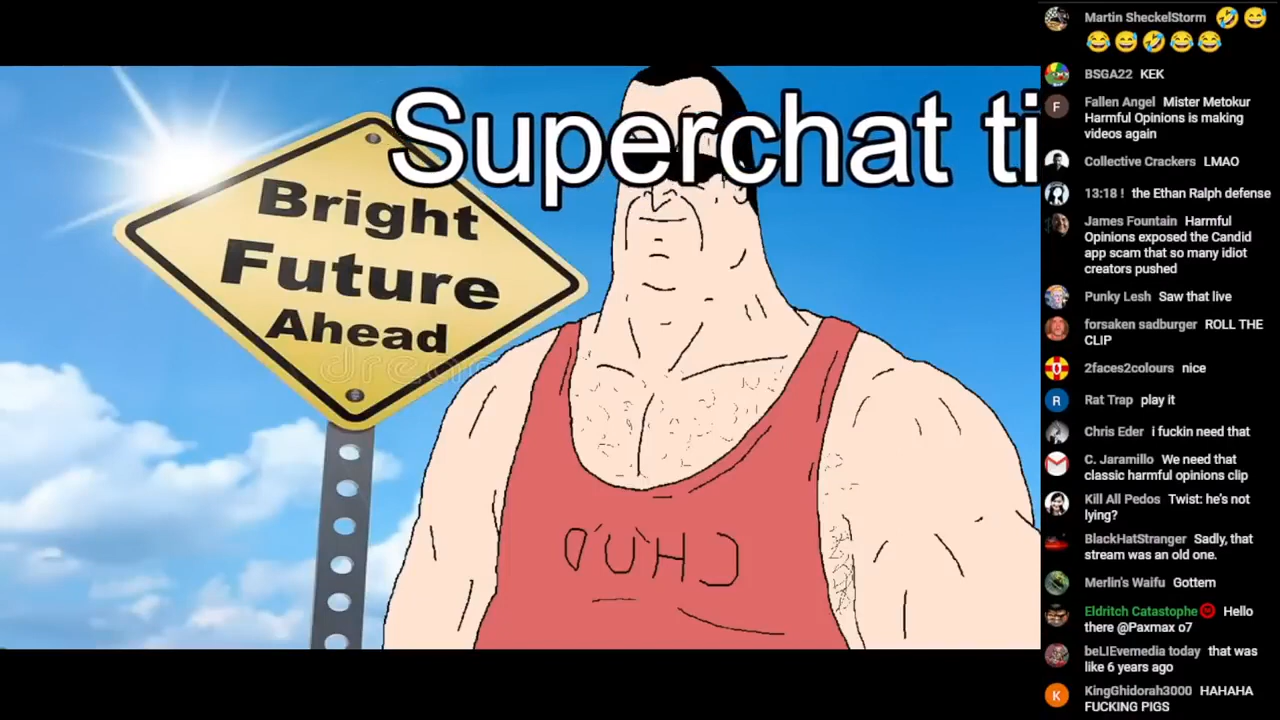 Superchat ti
Bright
Future
Ahead
dream
CHUD
Martin SheckelStorm 🤣 😅
😂 😅 🤣 😂 😂
BSGA22 KEK
Fallen Angel Mister Metokur
Harmful Opinions is making
videos again
Collective Crackers LMAO
13:18 ! the Ethan Ralph defense
James Fountain Harmful
Opinions exposed the Candid
app scam that so many idiot
creators pushed
Punky Lesh Saw that live
forsaken sadburger ROLL THE
CLIP
2faces2colours nice
R
Rat Trap play it
Chris Eder i fuckin need that
C. Jaramillo We need that
classic harmful opinions clip
Kill All Pedos Twist: he's not
lying?
BlackHatStranger Sadly, that
stream was an old one.
Merlin's Waifu Gottem
Eldritch Catastophe Hello
there @Paxmax o7
beLIEvemedia today that was
like 6 years ago
K
KingGhidorah3000 HAHAHA
FUCKING PIGS